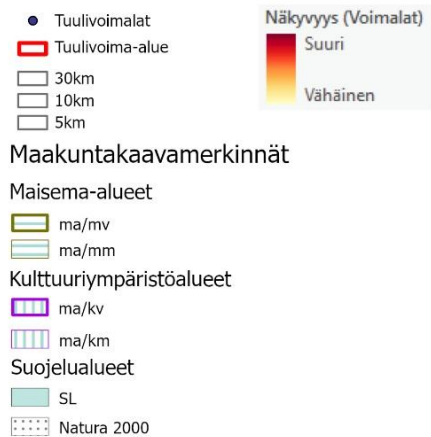 Tuulivoimalat
Tuulivoima-alue
30km
10km
5km
Näkyvyys (Voimalat)
Suuri
Vähäinen
Maakuntakaavamerkinnät
Maisema-alueet
ma/mv
ma/mm
Kulttuuriympäristöalueet
ma/kv
ma/km
Suojelualueet
SL
Natura 2000